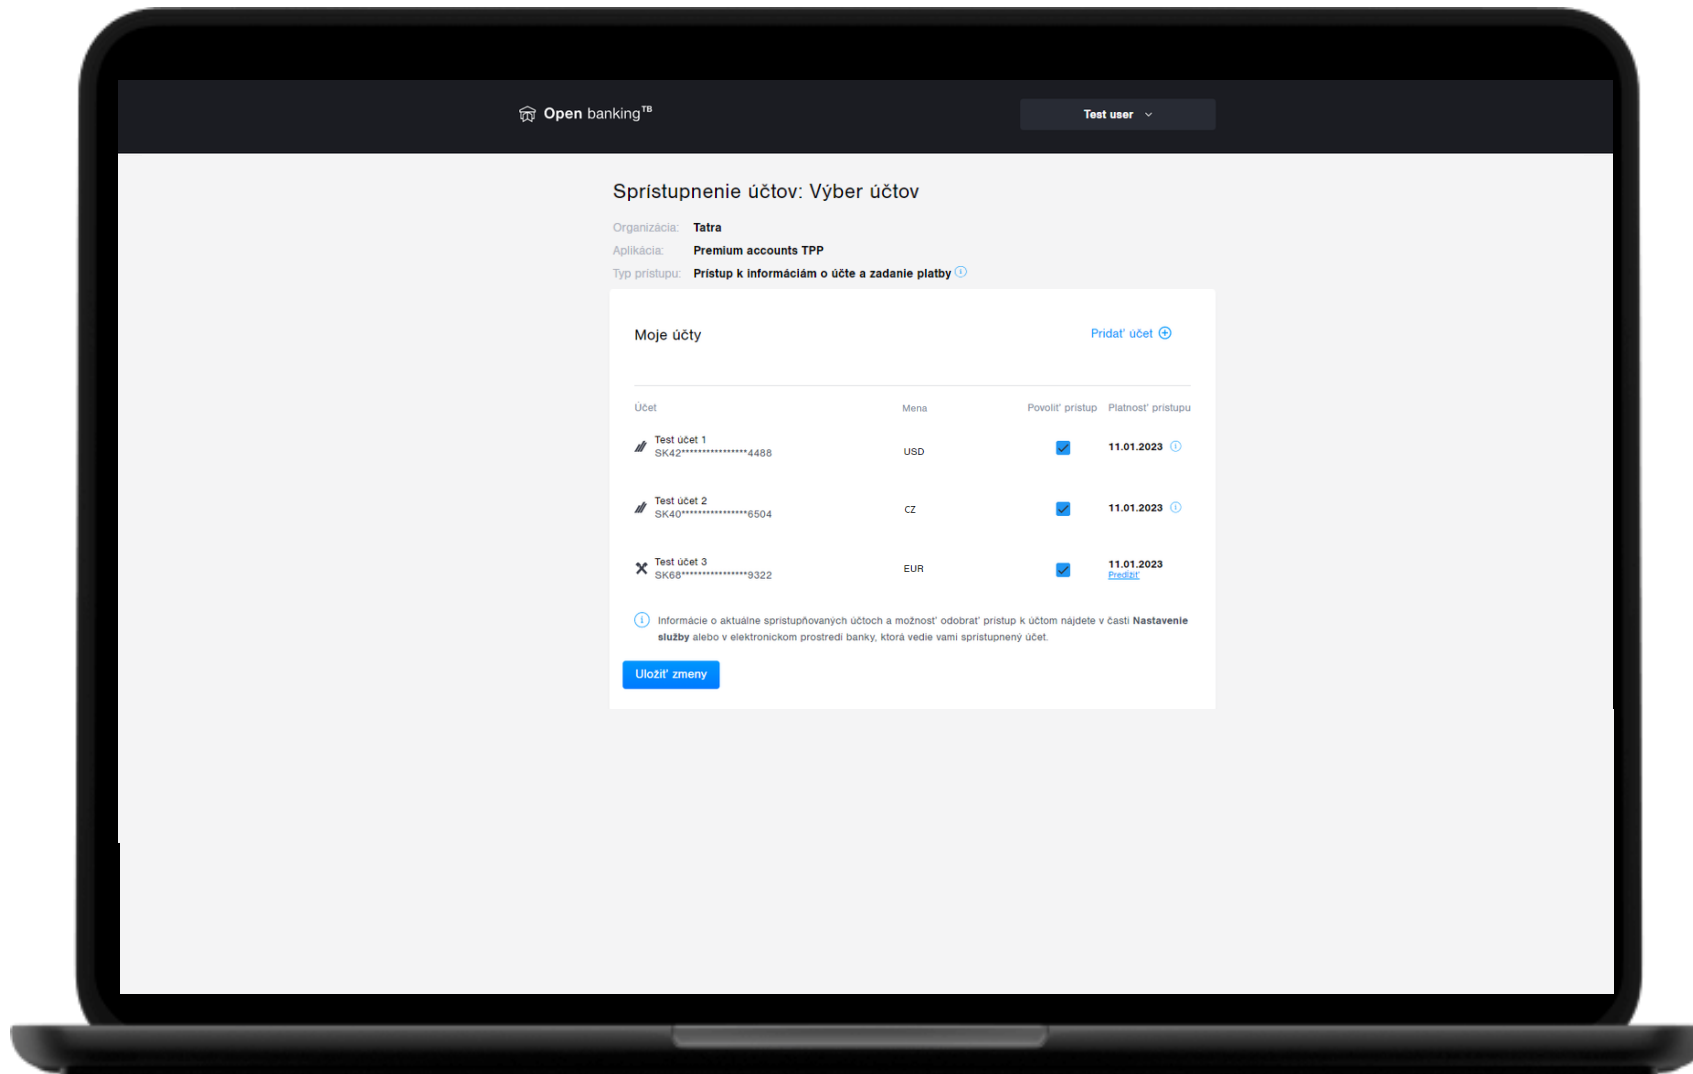 Open banking TB
Test user
Sprístupnenie účtov: Výber účtov
Organizácia: Tatra
Aplikácia: Premium accounts TPP
Typ prístupu: Prístup k informáciám o účte a zadanie platby
Moje účty
Pridať účet
Účet Mena Povoliť prístup Platnosť prístupu
Test účet 1
SK42****************4488 USD 11.01.2023
Test účet 2
SK40****************6504 CZ 11.01.2023
Test účet 3
SK68****************9322 EUR 11.01.2023
Predĺžiť
Informácie o aktuálne sprístupňovaných účtoch a možnosť odobrať prístup k účtom nájdete v časti Nastavenie
služby alebo v elektronickom prostredí banky, ktorá vedie vami sprístupnený účet.
Uložiť zmeny